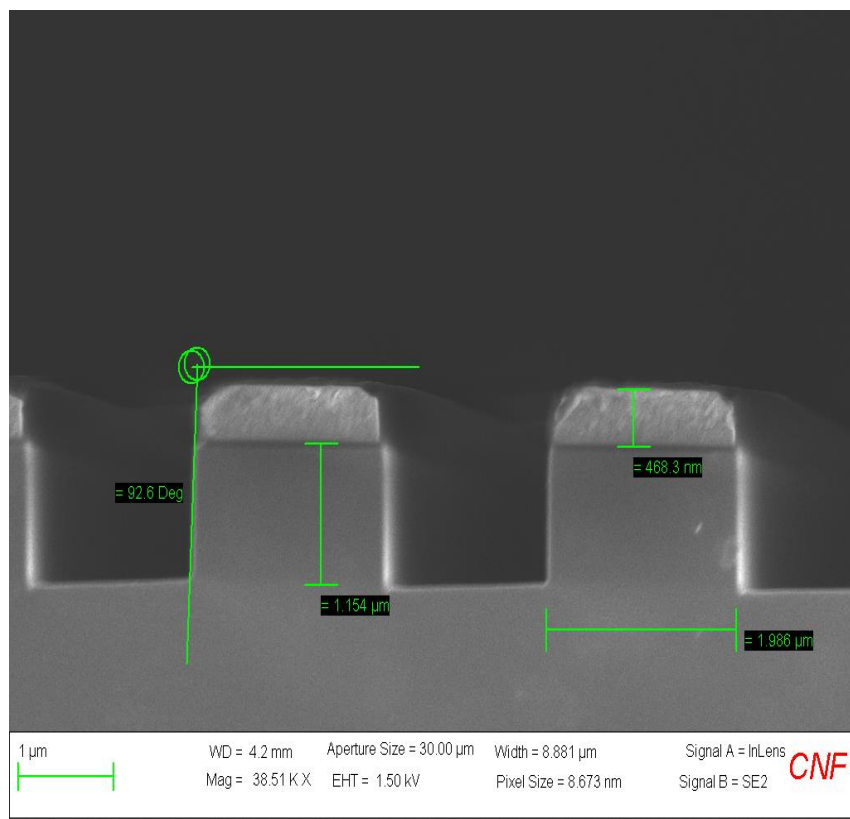 = 92.6 Deg
= 468.3 nm
= 1.154 µm
= 1.986 µm
1 µm
WD = 4.2 mm
Aperture Size = 30.00 µm
Width = 8.881 µm
Signal A = InLens
Mag = 38.51 K X
EHT = 1.50 kV
Pixel Size = 8.673 nm
Signal B = SE2
CNF